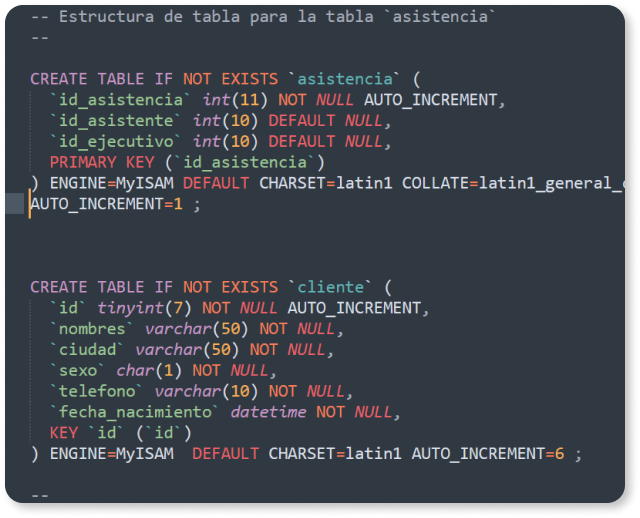 -- Estructura de tabla para la tabla `asistencia`
--
CREATE TABLE IF NOT EXISTS `asistencia` (
`id_asistencia` int(11) NOT NULL AUTO_INCREMENT,
`id_asistente` int(10) DEFAULT NULL,
`id_ejecutivo` int(10) DEFAULT NULL,
PRIMARY KEY (`id_asistencia`)
) ENGINE=MyISAM DEFAULT CHARSET=latin1 COLLATE=latin1_general_
AUTO_INCREMENT=1 ;
CREATE TABLE IF NOT EXISTS `cliente` (
`id` tinyint(7) NOT NULL AUTO_INCREMENT,
`nombres` varchar(50) NOT NULL,
`ciudad` varchar(50) NOT NULL,
`sexo` char(1) NOT NULL,
`telefono` varchar(10) NOT NULL,
`fecha_nacimiento` datetime NOT NULL,
KEY `id` (`id`)
) ENGINE=MyISAM  DEFAULT CHARSET=latin1 AUTO_INCREMENT=6 ;
--